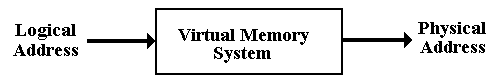 Logical
Address
Virtual Memory
System
Physical
Address